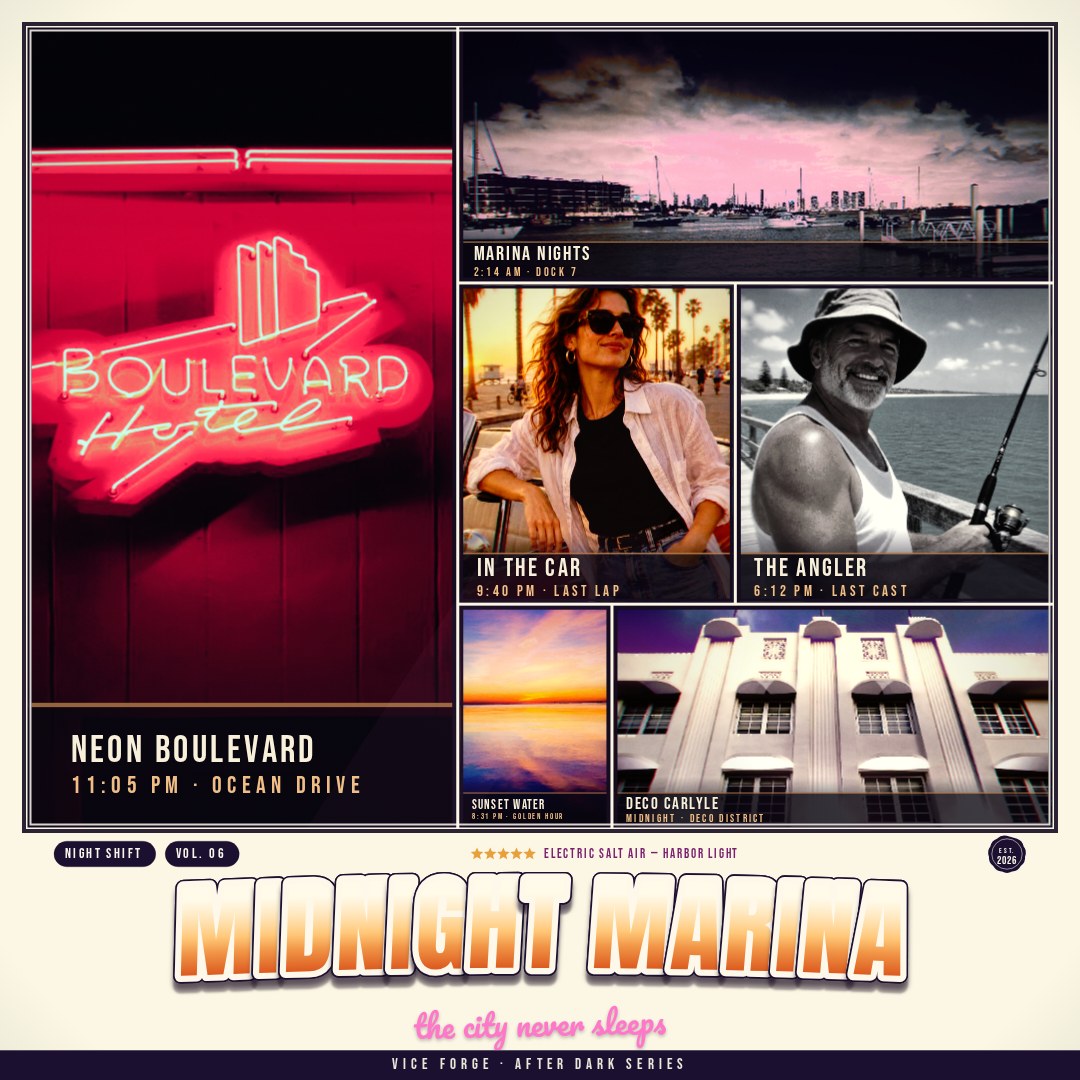 BOULEVARD
Hotel
NEON BOULEVARD
11:05 PM · OCEAN DRIVE
MARINA NIGHTS
2:14 AM · DOCK 7
IN THE CAR
9:40 PM · LAST LAP
THE ANGLER
6:12 PM · LAST CAST
SUNSET WATER
8:31 PM · GOLDEN HOUR
DECO CARLYLE
MIDNIGHT · DECO DISTRICT
NIGHT SHIFT
VOL. 06
ELECTRIC SALT AIR — HARBOR LIGHT
EST.
2026
MIDNIGHT MARINA
the city never sleeps
VICE FORGE · AFTER DARK SERIES